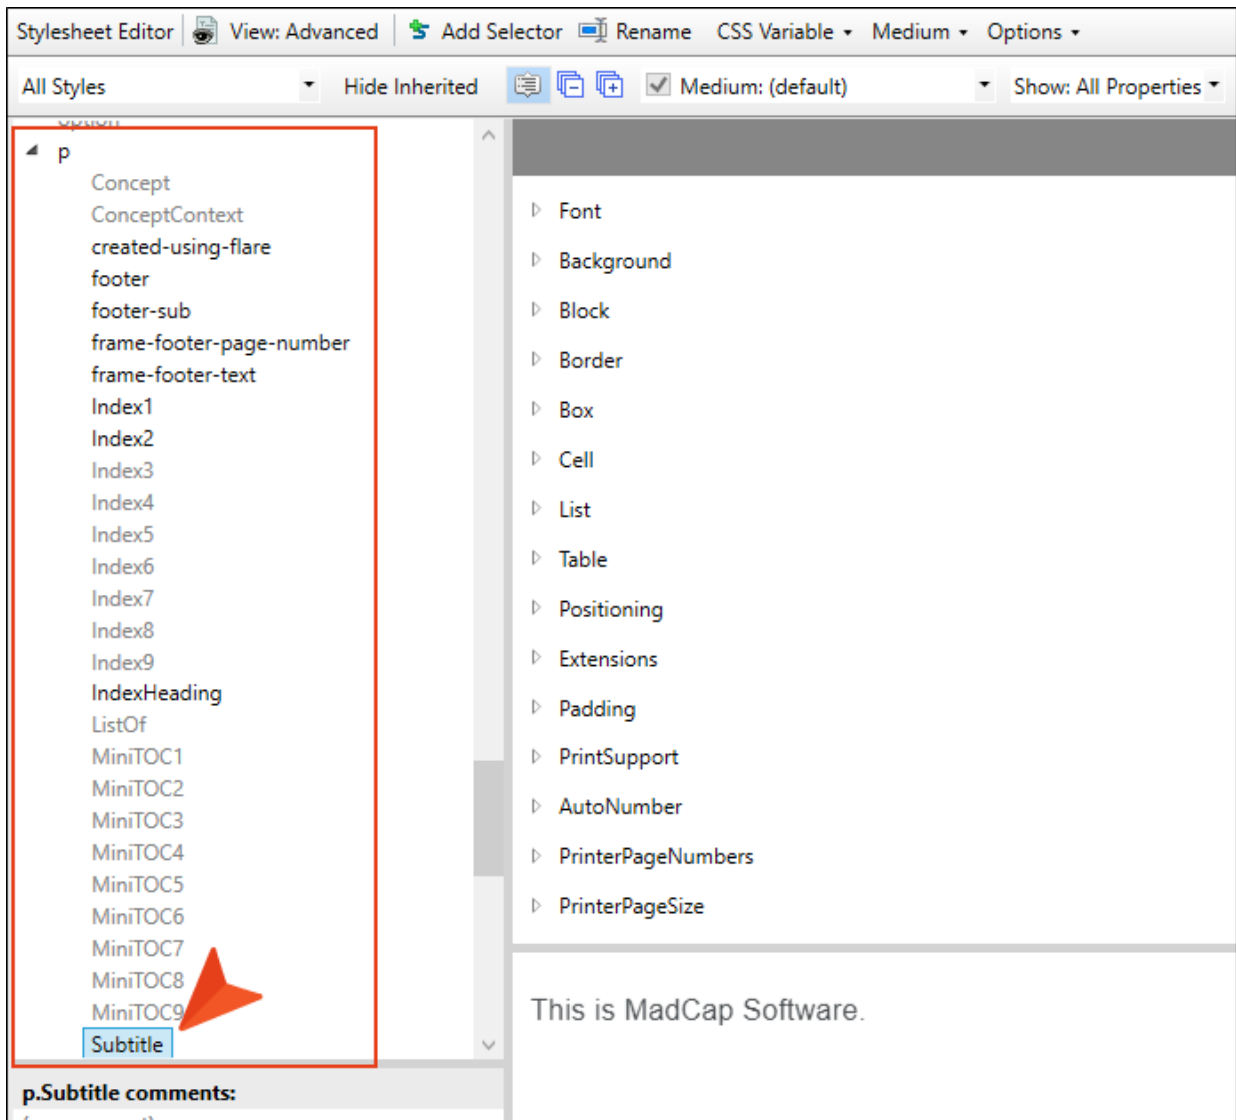 Stylesheet Editor View: Advanced Add Selector Rename CSS Variable Medium Options
All Styles Hide Inherited Medium: (default) Show: All Properties
option
p
Concept
ConceptContext
created-using-flare
footer
footer-sub
frame-footer-page-number
frame-footer-text
Index1
Index2
Index3
Index4
Index5
Index6
Index7
Index8
Index9
IndexHeading
ListOf
MiniTOC1
MiniTOC2
MiniTOC3
MiniTOC4
MiniTOC5
MiniTOC6
MiniTOC7
MiniTOC8
MiniTOC9
Subtitle
p.Subtitle comments:
Font
Background
Block
Border
Box
Cell
List
Table
Positioning
Extensions
Padding
PrintSupport
AutoNumber
PrinterPageNumbers
PrinterPageSize
This is MadCap Software.